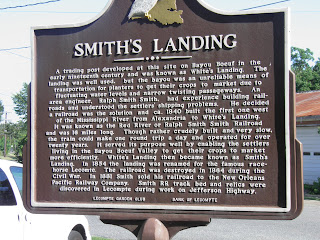 SMITH'S LANDING
A trading post developed at this site on Bayou Boeuf in the
early nineteenth century and was known as White's Landing. The
landing was well used, but the bayou was an unreliable means of
transportation for planters to get their crops to market due to
fluctuating water levels and narrow twisting passageways. An
area engineer, Ralph Smith Smith, had experience building rail-
roads and understood the settlers' shipping problems. He decided
a railroad was the solution and ca. 1840 built the first one west
of the Mississippi River from Alexandria to White's Landing.
It was known as the Red River or Ralph Smith Smith Railroad
and was 16 miles long. Though rather crudely built and very slow,
the train could make one round trip a day and operated for over
twenty years. It served its purpose well by enabling the settlers
living in the Bayou Boeuf Valley to get their crops to market
more efficiently. White's Landing then became known as Smith's
Landing. In 1854 the landing was renamed for the famous race-
horse Lecomte. The railroad was destroyed in 1864 during the
Civil War. In 1881 Smith sold his railroad to the New Orleans
Pacific Railway Company. Smith RR track bed and relics were
discovered in Lecompte during work on Jefferson Highway.
LECOMPTE GARDEN CLUB BANK OF LECOMPTE